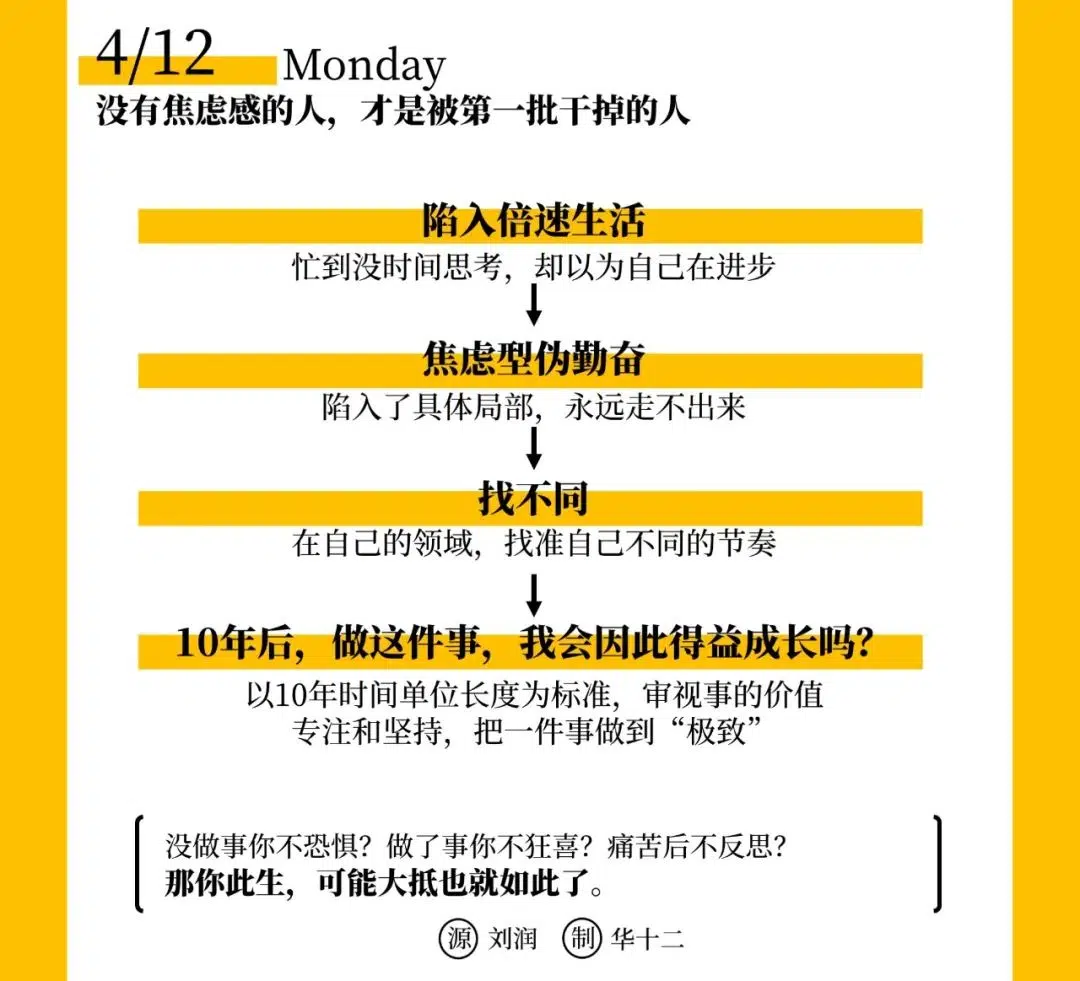 4/12 Monday
没有焦虑感的人，才是被第一批干掉的人
陷入倍速生活
忙到没时间思考，却以为自己在进步
焦虑型伪勤奋
陷入了具体局部，永远走不出来
找不同
在自己的领域，找准自己不同的节奏
10年后，做这件事，我会因此得益成长吗？
以10年时间单位长度为标准，审视事的价值
专注和坚持，把一件事做到“极致”
没做事你不恐惧？做了事你不狂喜？痛苦后不反思？
那你此生，可能大抵也就如此了。
源 刘润 制 华十二